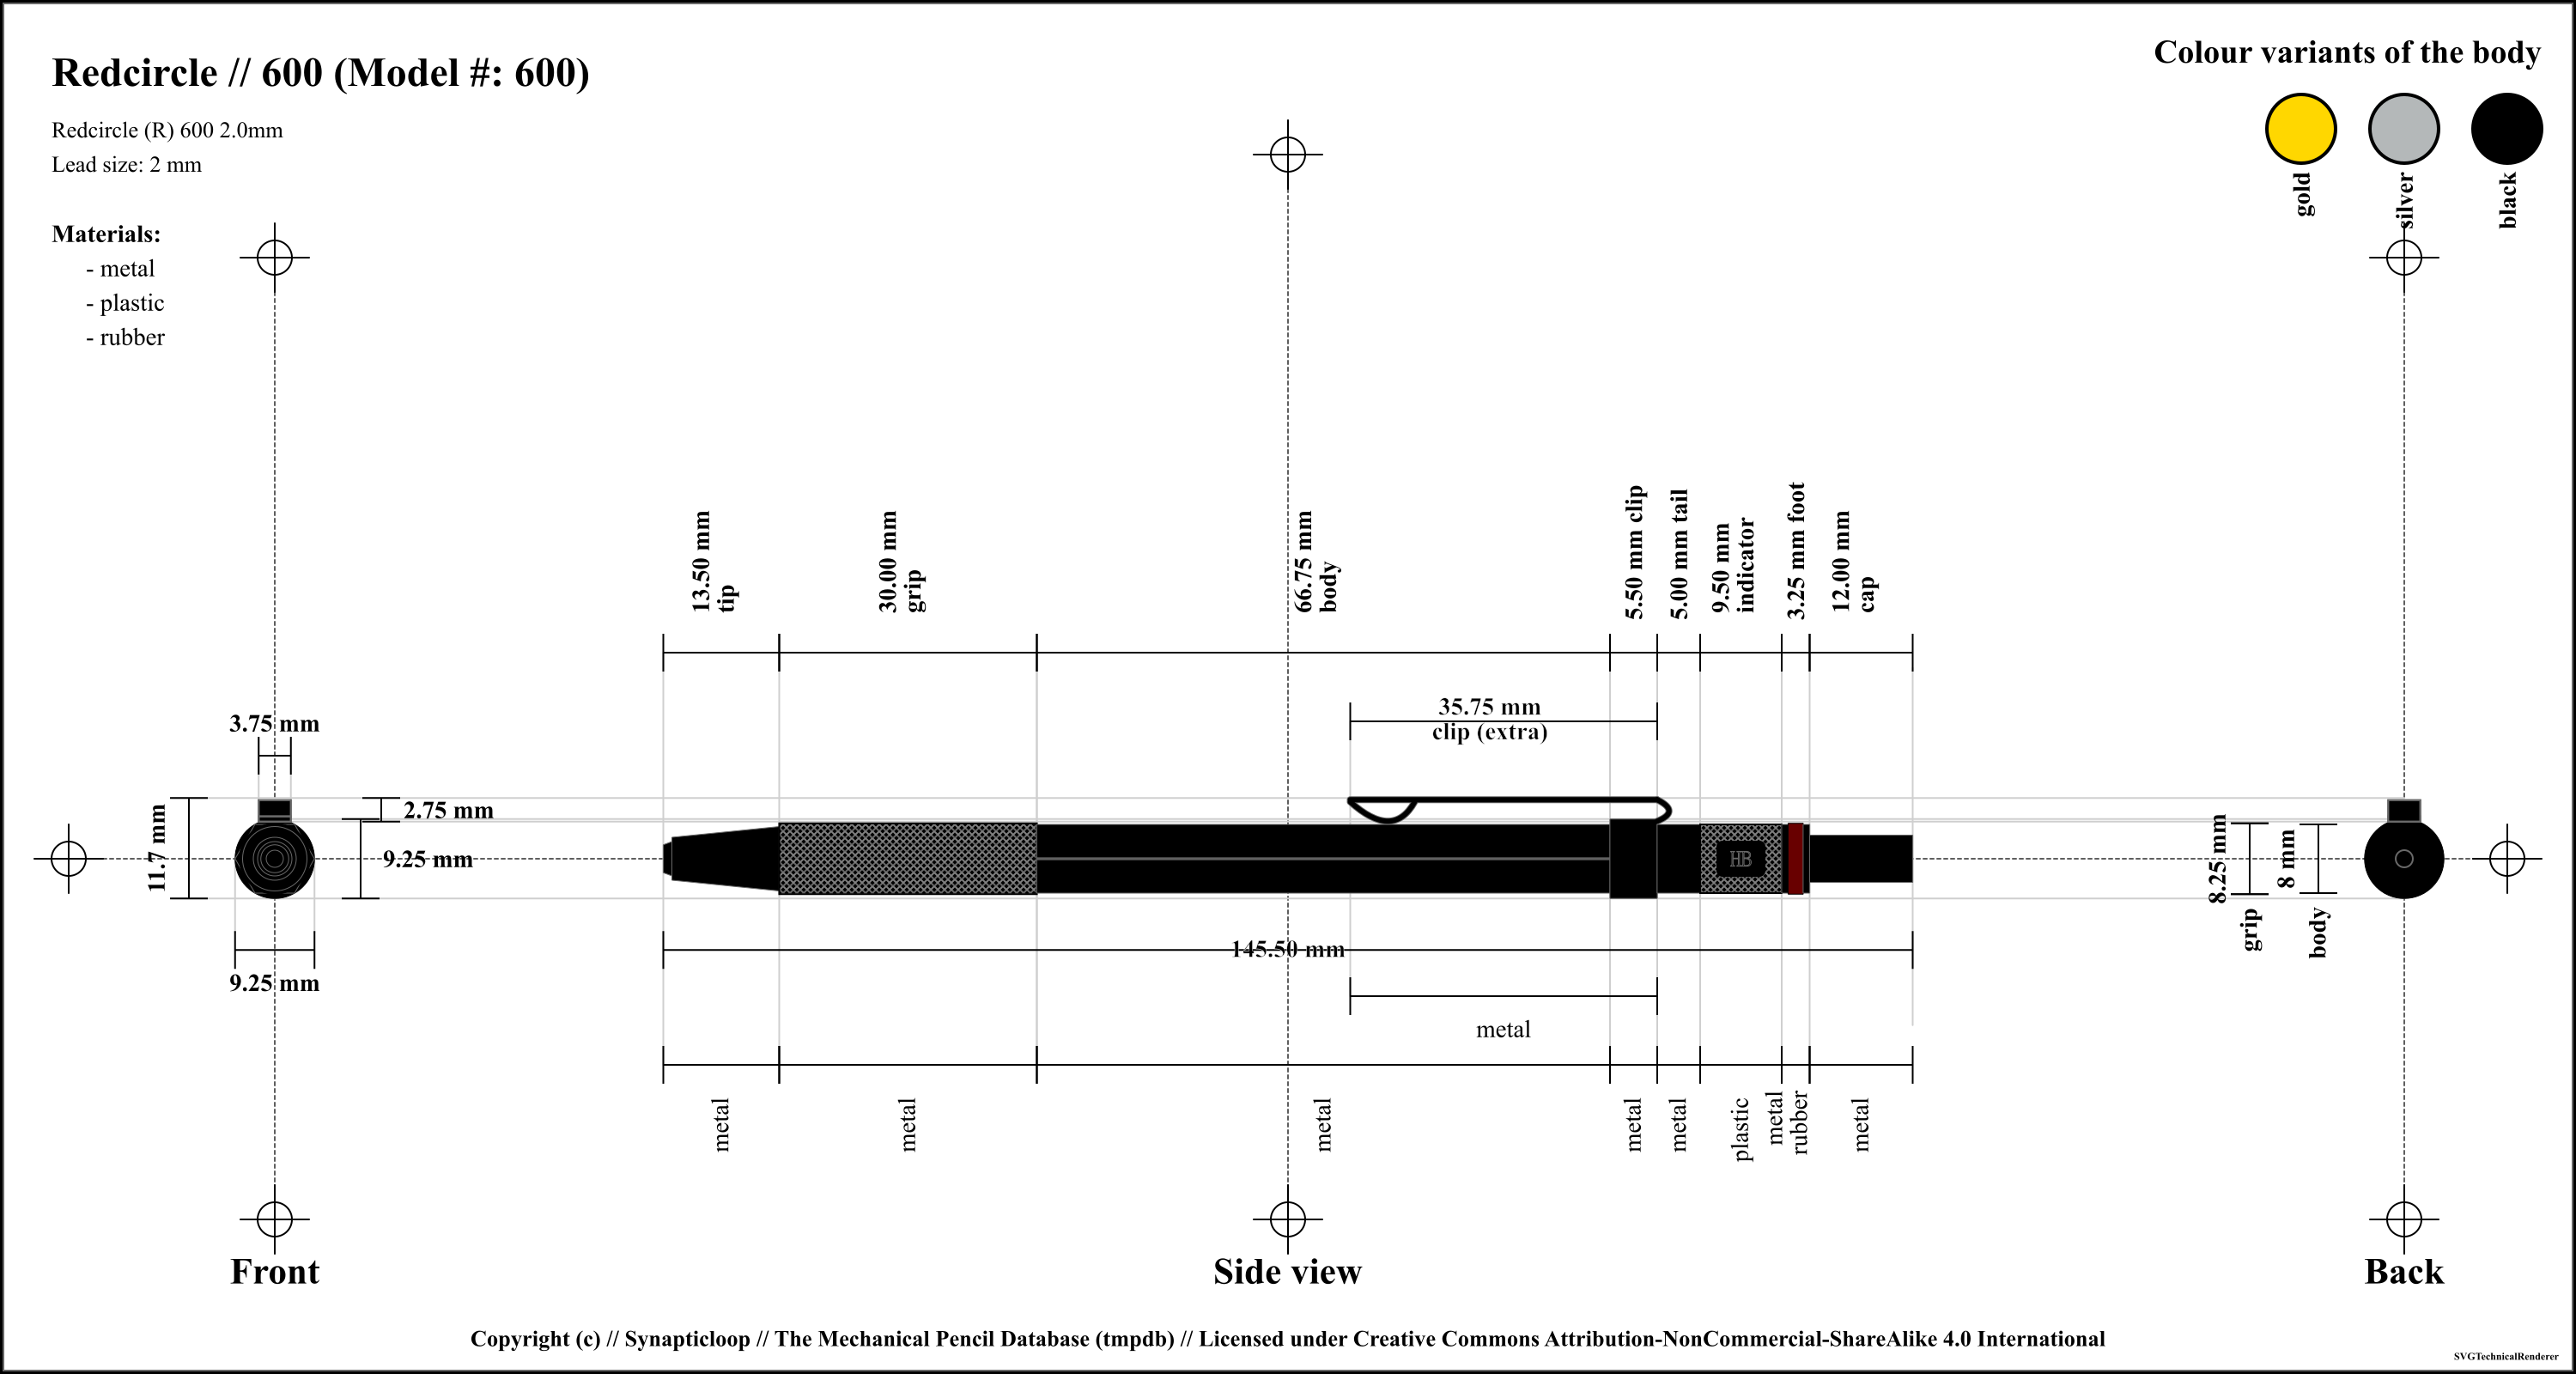 Redcircle // 600 (Model #: 600)
Redcircle (R) 600 2.0mm
Lead size: 2 mm
Materials:
- metal
- plastic
- rubber
Colour variants of the body
gold
silver
black
13.50 mm
tip
30.00 mm
grip
66.75 mm
body
5.50 mm clip
5.00 mm tail
9.50 mm
indicator
3.25 mm foot
12.00 mm
cap
35.75 mm
clip (extra)
3.75 mm
11.7 mm
2.75 mm
9.25 mm
9.25 mm
HB
8.25 mm
grip
8 mm
body
145.50 mm
metal
metal
metal
metal
metal
metal
plastic
metal
rubber
metal
Front
Side view
Back
Copyright (c) // Synapticloop // The Mechanical Pencil Database (tmpdb) // Licensed under Creative Commons Attribution-NonCommercial-ShareAlike 4.0 International
SVGTechnicalRenderer